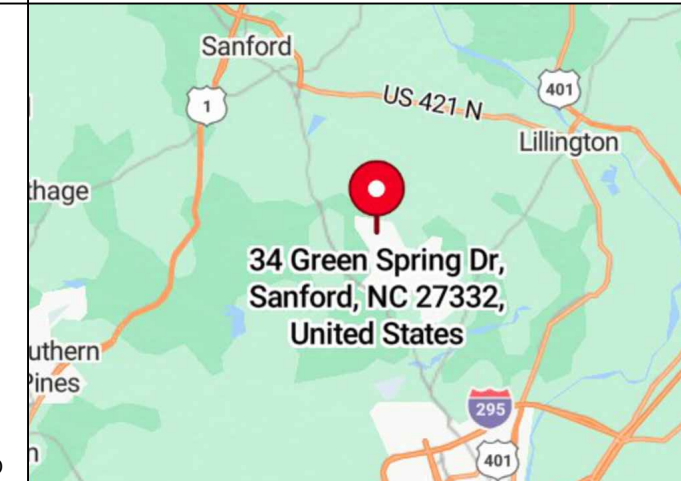 Sanford
1
US 421 N
401
Lillington
thage
34 Green Spring Dr,
Sanford, NC 27332,
United States
uthern
Pines
295
401
n